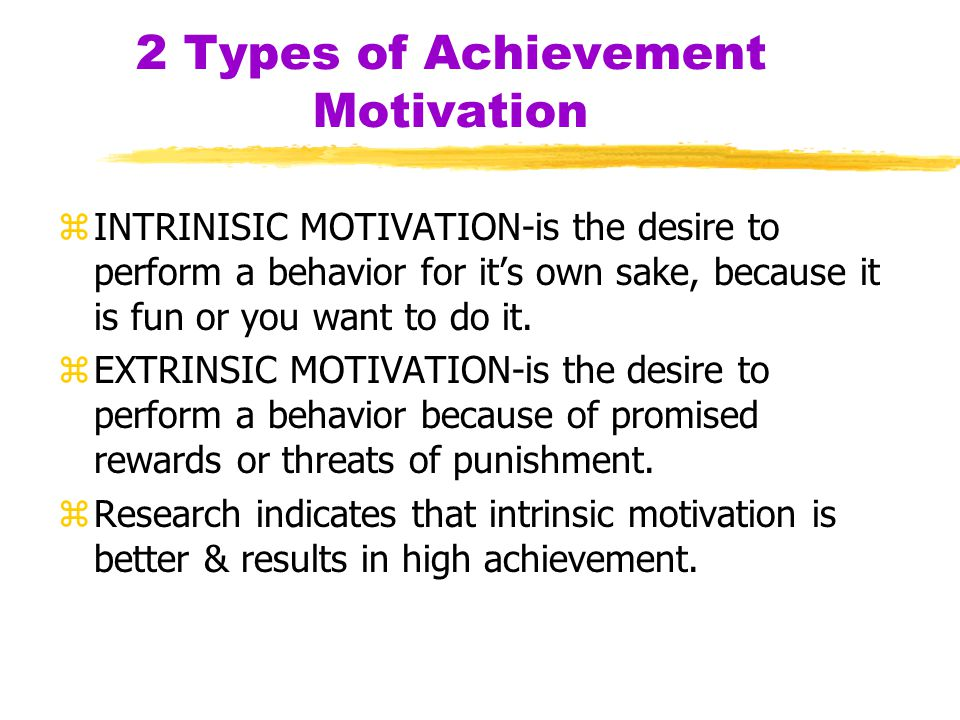 2 Types of Achievement
Motivation
z INTRINISIC MOTIVATION-is the desire to
perform a behavior for it’s own sake, because it
is fun or you want to do it.
z EXTRINSIC MOTIVATION-is the desire to
perform a behavior because of promised
rewards or threats of punishment.
z Research indicates that intrinsic motivation is
better & results in high achievement.